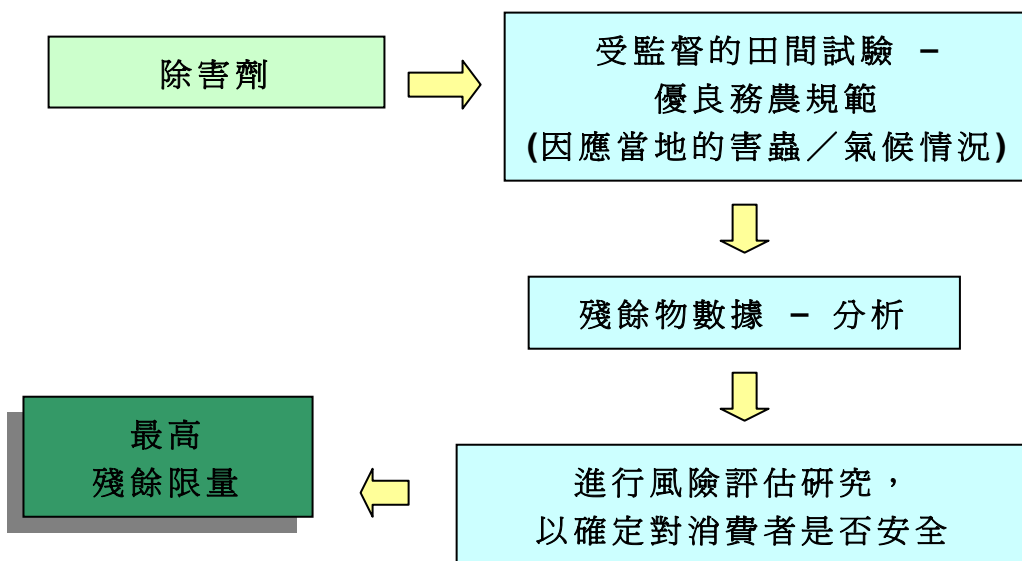 除害劑
受監督的田間試驗 –
優良務農規範
(因應當地的害蟲／氣候情況)
殘餘物數據 – 分析
進行風險評估研究，
以確定對消費者是否安全
最高
殘餘限量